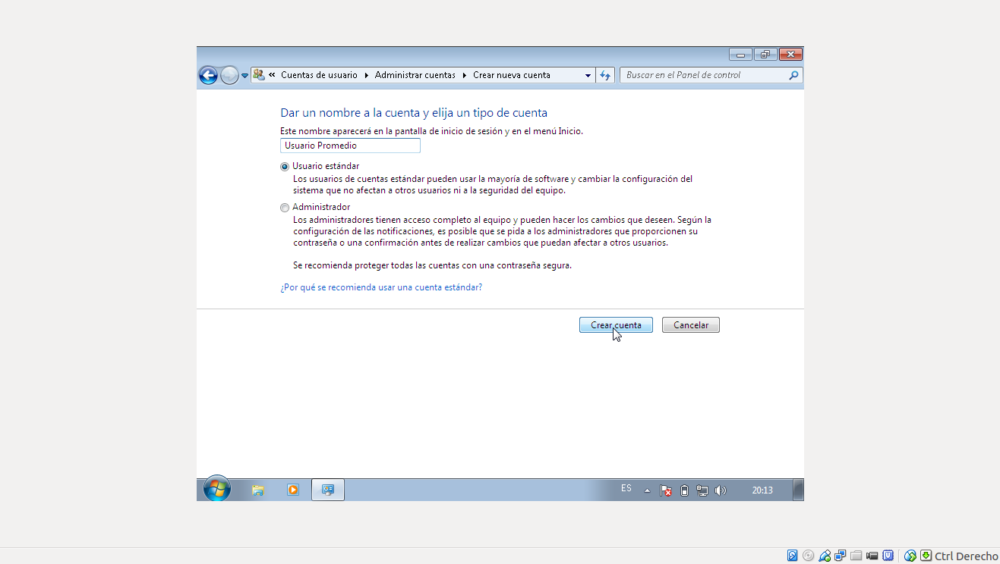 « Cuentas de usuario Administrar cuentas Crear nueva cuenta Buscar en el Panel de control
Dar un nombre a la cuenta y elija un tipo de cuenta
Este nombre aparecerá en la pantalla de inicio de sesión y en el menú Inicio.
Usuario Promedio
Usuario estándar
Los usuarios de cuentas estándar pueden usar la mayoría de software y cambiar la configuración del
sistema que no afectan a otros usuarios ni a la seguridad del equipo.
Administrador
Los administradores tienen acceso completo al equipo y pueden hacer los cambios que deseen. Según la
configuración de las notificaciones, es posible que se pida a los administradores que proporcionen su
contraseña o una confirmación antes de realizar cambios que puedan afectar a otros usuarios.
Se recomienda proteger todas las cuentas con una contraseña segura.
¿Por qué se recomienda usar una cuenta estándar?
Crear cuenta Cancelar
ES 20:13
Ctrl Derecho